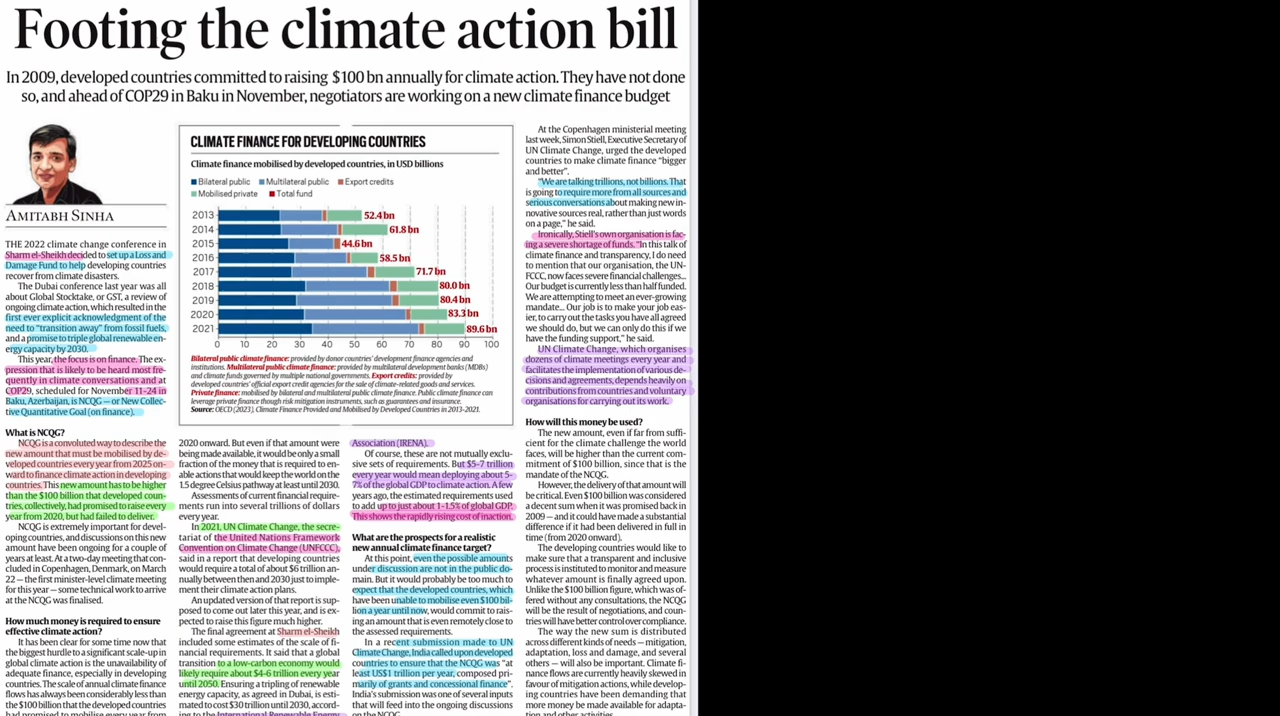 Footing the climate action bill
In 2009, developed countries committed to raising $100 bn annually for climate action. They have not done
so, and ahead of COP29 in Baku in November, negotiators are working on a new climate finance budget
AMITABH SINHA
THE 2022 climate change conference in
Sharm el-Sheikh decided to set up a Loss and
Damage Fund to help developing countries
recover from climate disasters.
The Dubai conference last year was all
about Global Stocktake, or GST, a review of
ongoing climate action, which resulted in the
first ever explicit acknowledgment of the
need to "transition away" from fossil fuels,
and a promise to triple global renewable en-
ergy capacity by 2030.
This year, the focus is on finance. The ex-
pression that is likely to be heard most fre-
quently in climate conversations and at
COP29, scheduled for November 11-24 in
Baku, Azerbaijan, is NCQG — or New Collec-
tive Quantitative Goal (on finance).
What is NCQG?
NCQG is a convoluted way to describe the
new amount that must be mobilised by de-
veloped countries every year from 2025 on-
ward to finance climate action in developing
countries. This new amount has to be higher
than the $100 billion that developed coun-
tries, collectively, had promised to raise every
year from 2020, but had failed to deliver.
NCQG is extremely important for devel-
oping countries, and discussions on this new
amount have been ongoing for a couple of
years at least. At a two-day meeting that con-
cluded in Copenhagen, Denmark, on March
22 — the first minister-level climate meeting
for this year — some technical work to arrive
at the NCQG was finalised.
How much money is required to ensure
effective climate action?
It has been clear for some time now that
the biggest hurdle to a significant scale-up in
global climate action is the unavailability of
adequate finance, especially in developing
countries. The scale of annual climate finance
flows has always been considerably less than
the $100 billion that the developed countries
had promised to mobilise every year from
CLIMATE FINANCE FOR DEVELOPING COUNTRIES
Climate finance mobilised by developed countries, in USD billions
Bilateral public Multilateral public Export credits
Mobilised private Total fund
2013 52.4 bn
2014 61.8 bn
2015 44.6 bn
2016 58.5 bn
2017 71.7 bn
2018 80.0 bn
2019 80.4 bn
2020 83.3 bn
2021 89.6 bn
0 10 20 30 40 50 60 70 80 90 100
Bilateral public climate finance: provided by donor countries' development finance agencies and
institutions. Multilateral public climate finance: provided by multilateral development banks (MDBs)
and climate funds governed by multiple national governments. Export credits: provided by
developed countries' official export credit agencies for the sale of climate-related goods and services.
Private finance: mobilised by bilateral and multilateral public climate finance. Public climate finance can
leverage private finance though risk mitigation instruments, such as guarantees and insurance.
Source: OECD (2023), Climate Finance Provided and Mobilised by Developed Countries in 2013-2021.
2020 onward. But even if that amount were
being made available, it would be only a small
fraction of the money that is required to en-
able actions that would keep the world on the
1.5 degree Celsius pathway at least until 2030.
Assessments of current financial require-
ments run into several trillions of dollars
every year.
In 2021, UN Climate Change, the secre-
tariat of the United Nations Framework
Convention on Climate Change (UNFCCC),
said in a report that developing countries
would require a total of about $6 trillion an-
nually between then and 2030 just to imple-
ment their climate action plans.
An updated version of that report is sup-
posed to come out later this year, and is ex-
pected to raise this figure much higher.
The final agreement at Sharm el-Sheikh
included some estimates of the scale of fi-
nancial requirements. It said that a global
transition to a low-carbon economy would
likely require about $4-6 trillion every year
until 2050. Ensuring a tripling of renewable
energy capacity, as agreed in Dubai, is esti-
mated to cost $30 trillion until 2030, accord-
ing to the International Renewable Energy
Association (IRENA).
Of course, these are not mutually exclu-
sive sets of requirements. But $5-7 trillion
every year would mean deploying about 5-
7% of the global GDP to climate action. A few
years ago, the estimated requirements used
to add up to just about 1-1.5% of global GDP.
This shows the rapidly rising cost of inaction.
What are the prospects for a realistic
new annual climate finance target?
At this point, even the possible amounts
under discussion are not in the public do-
main. But it would probably be too much to
expect that the developed countries, which
have been unable to mobilise even $100 bil-
lion a year until now, would commit to rais-
ing an amount that is even remotely close to
the assessed requirements.
In a recent submission made to UN
Climate Change, India called upon developed
countries to ensure that the NCQG was "at
least US$1 trillion per year, composed pri-
marily of grants and concessional finance".
India's submission was one of several inputs
that will feed into the ongoing discussions
on the NCQG.
At the Copenhagen ministerial meeting
last week, Simon Stiell, Executive Secretary of
UN Climate Change, urged the developed
countries to make climate finance "bigger
and better".
"We are talking trillions, not billions. That
is going to require more from all sources and
serious conversations about making new in-
novative sources real, rather than just words
on a page," he said.
Ironically, Stiell's own organisation is fac-
ing a severe shortage of funds. "In this talk of
climate finance and transparency, I do need
to mention that our organisation, the UN-
FCCC, now faces severe financial challenges...
Our budget is currently less than half funded.
We are attempting to meet an ever-growing
mandate... Our job is to make your job eas-
ier, to carry out the tasks you have all agreed
we should do, but we can only do this if we
have the funding support," he said.
UN Climate Change, which organises
dozens of climate meetings every year and
facilitates the implementation of various de-
cisions and agreements, depends heavily on
contributions from countries and voluntary
organisations for carrying out its work.
How will this money be used?
The new amount, even if far from suffi-
cient for the climate challenge the world
faces, will be higher than the current com-
mitment of $100 billion, since that is the
mandate of the NCQG.
However, the delivery of that amount will
be critical. Even $100 billion was considered
a decent sum when it was promised back in
2009 — and it could have made a substantial
difference if it had been delivered in full in
time (from 2020 onward).
The developing countries would like to
make sure that a transparent and inclusive
process is instituted to monitor and measure
whatever amount is finally agreed upon.
Unlike the $100 billion figure, which was of-
fered without any consultations, the NCQG
will be the result of negotiations, and coun-
tries will have better control over compliance.
The way the new sum is distributed
across different kinds of needs — mitigation,
adaptation, loss and damage, and several
others — will also be important. Climate fi-
nance flows are currently heavily skewed in
favour of mitigation actions, while develop-
ing countries have been demanding that
more money be made available for adapta-
tion and other activities.